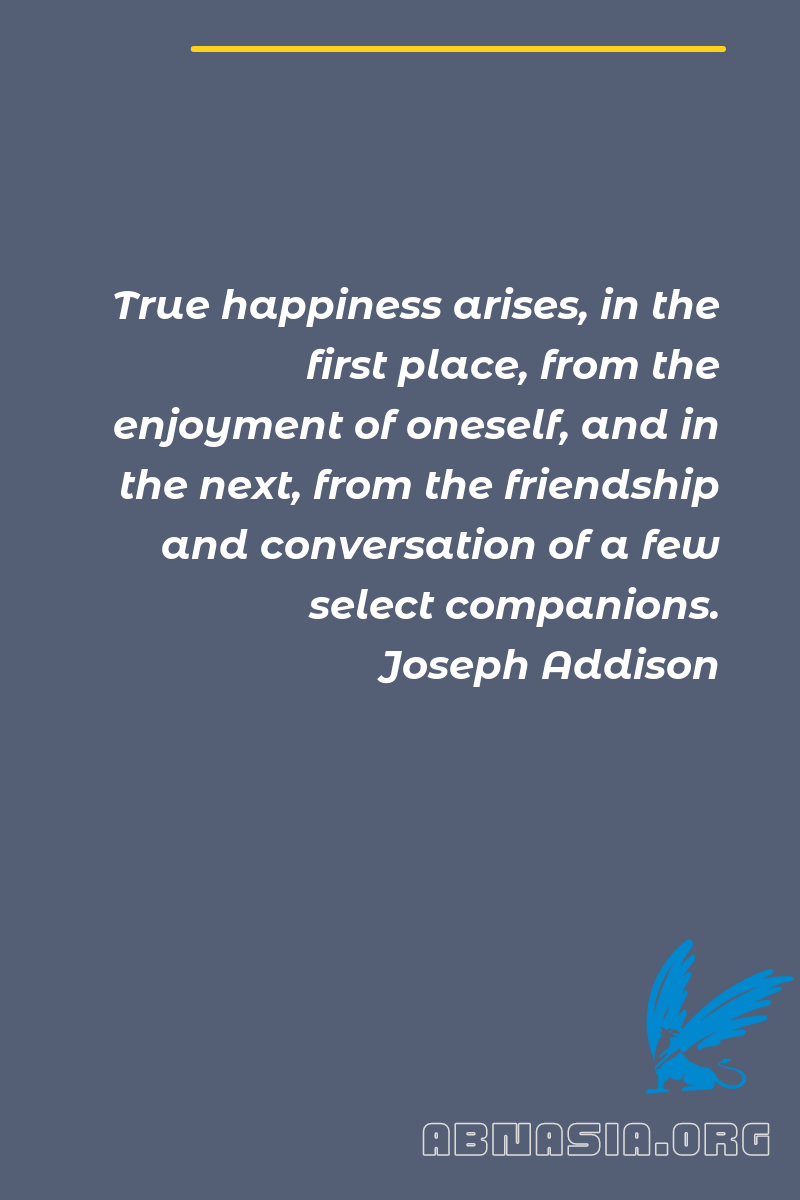 True happiness arises, in the
first place, from the
enjoyment of oneself, and in
the next, from the friendship
and conversation of a few
select companions.
Joseph Addison
ABNASIA.ORG